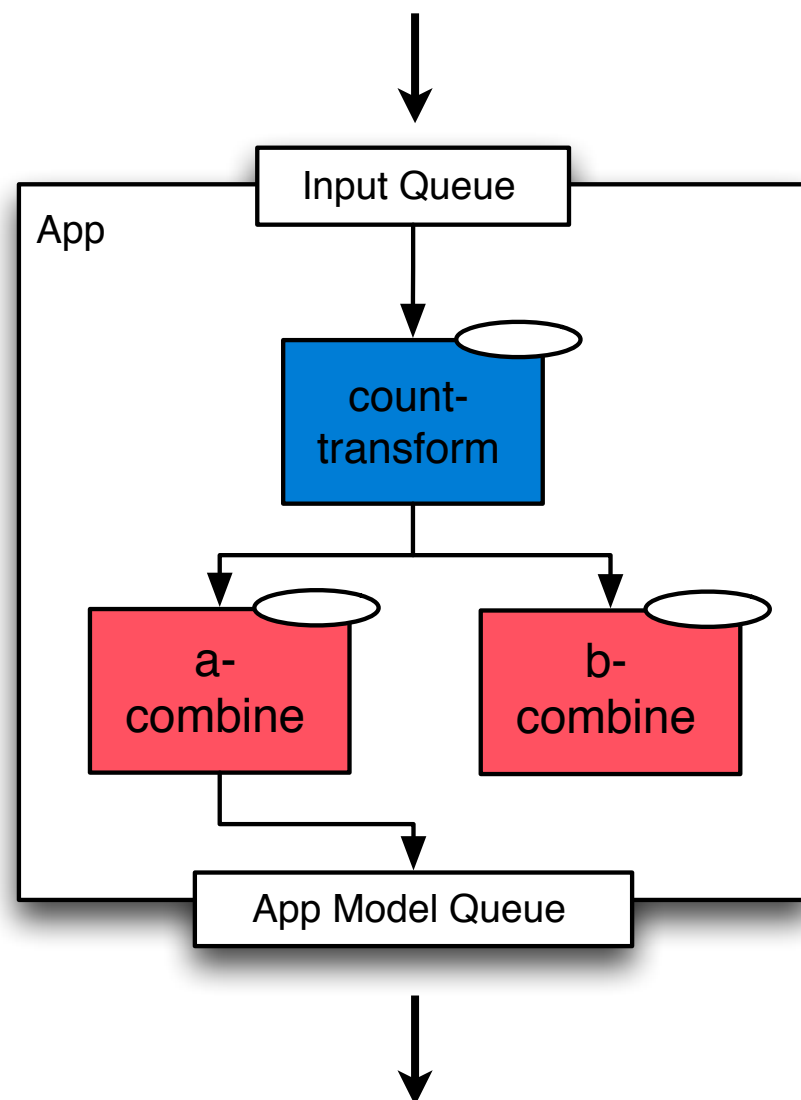 Input Queue
App
count-
transform
a-
combine
b-
combine
App Model Queue